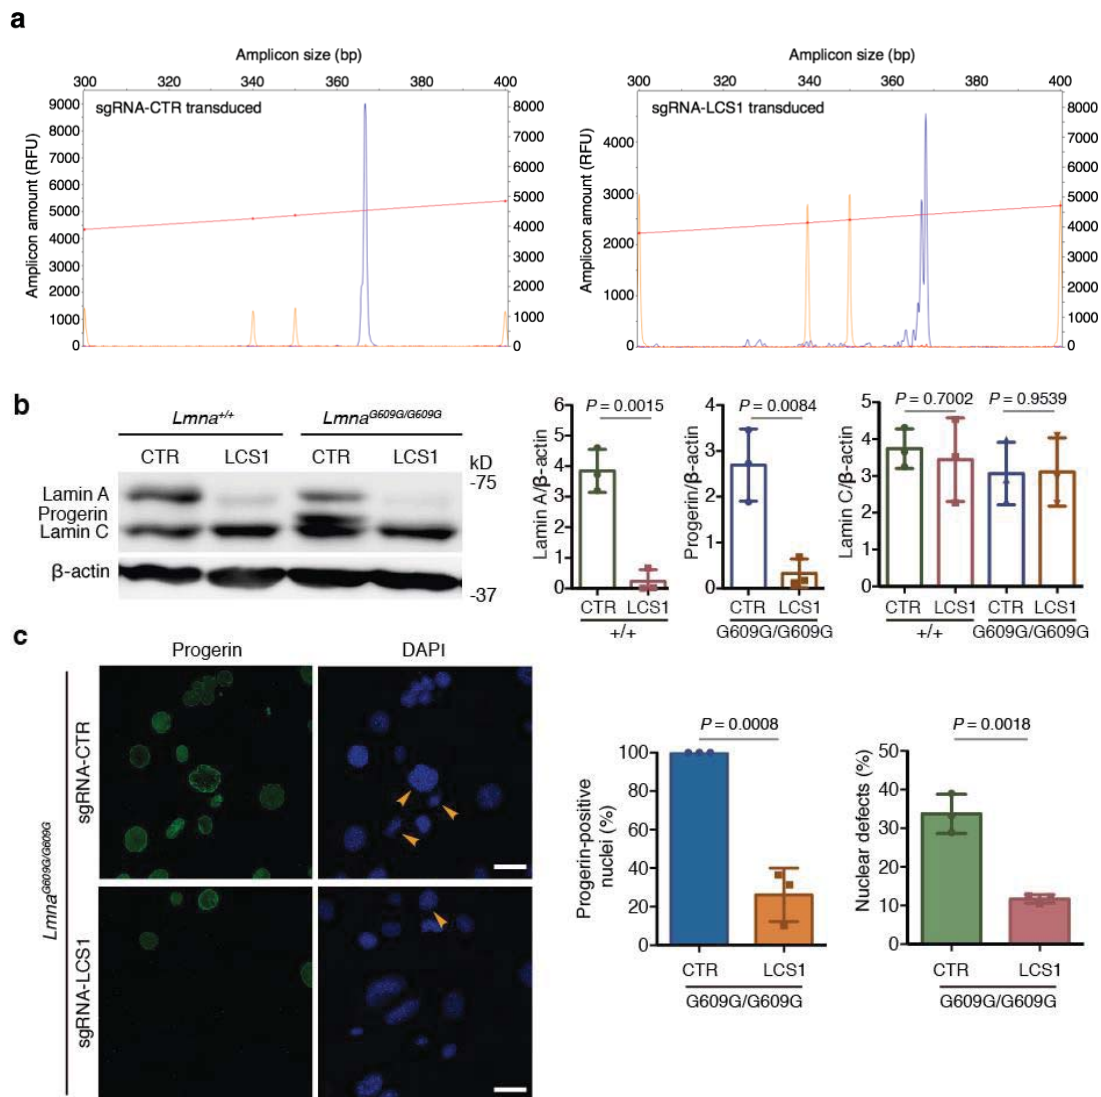 a
Amplicon size (bp)
300 320 340 360 380 400
sgRNA-CTR transduced
Amplicon amount (RFU)
9000
8000
7000
6000
5000
4000
3000
2000
1000
0
8000
7000
6000
5000
4000
3000
2000
1000
0
Amplicon size (bp)
300 320 340 360 380 400
sgRNA-LCS1 transduced
Amplicon amount (RFU)
4000
3000
2000
1000
0
8000
7000
6000
5000
4000
3000
2000
1000
0
b
Lmna+/+ LmnaG609G/G609G
CTR LCS1 CTR LCS1 kD
-75
Lamin A
Progerin
Lamin C
β-actin
-37
P = 0.0015
Lamin A/β-actin
6
5
4
3
2
1
0
CTR LCS1
+/+
P = 0.0084
Progerin/β-actin
4
3
2
1
0
CTR LCS1
G609G/G609G
P = 0.7002 P = 0.9539
Lamin C/β-actin
5
4
3
2
1
0
CTR LCS1 CTR LCS1
+/+ G609G/G609G
c
Progerin DAPI
LmnaG609G/G609G
sgRNA-CTR
sgRNA-LCS1
P = 0.0008
Progerin-positive
nuclei (%)
100
80
60
40
20
0
CTR LCS1
G609G/G609G
P = 0.0018
Nuclear defects (%)
50
40
30
20
10
0
CTR LCS1
G609G/G609G